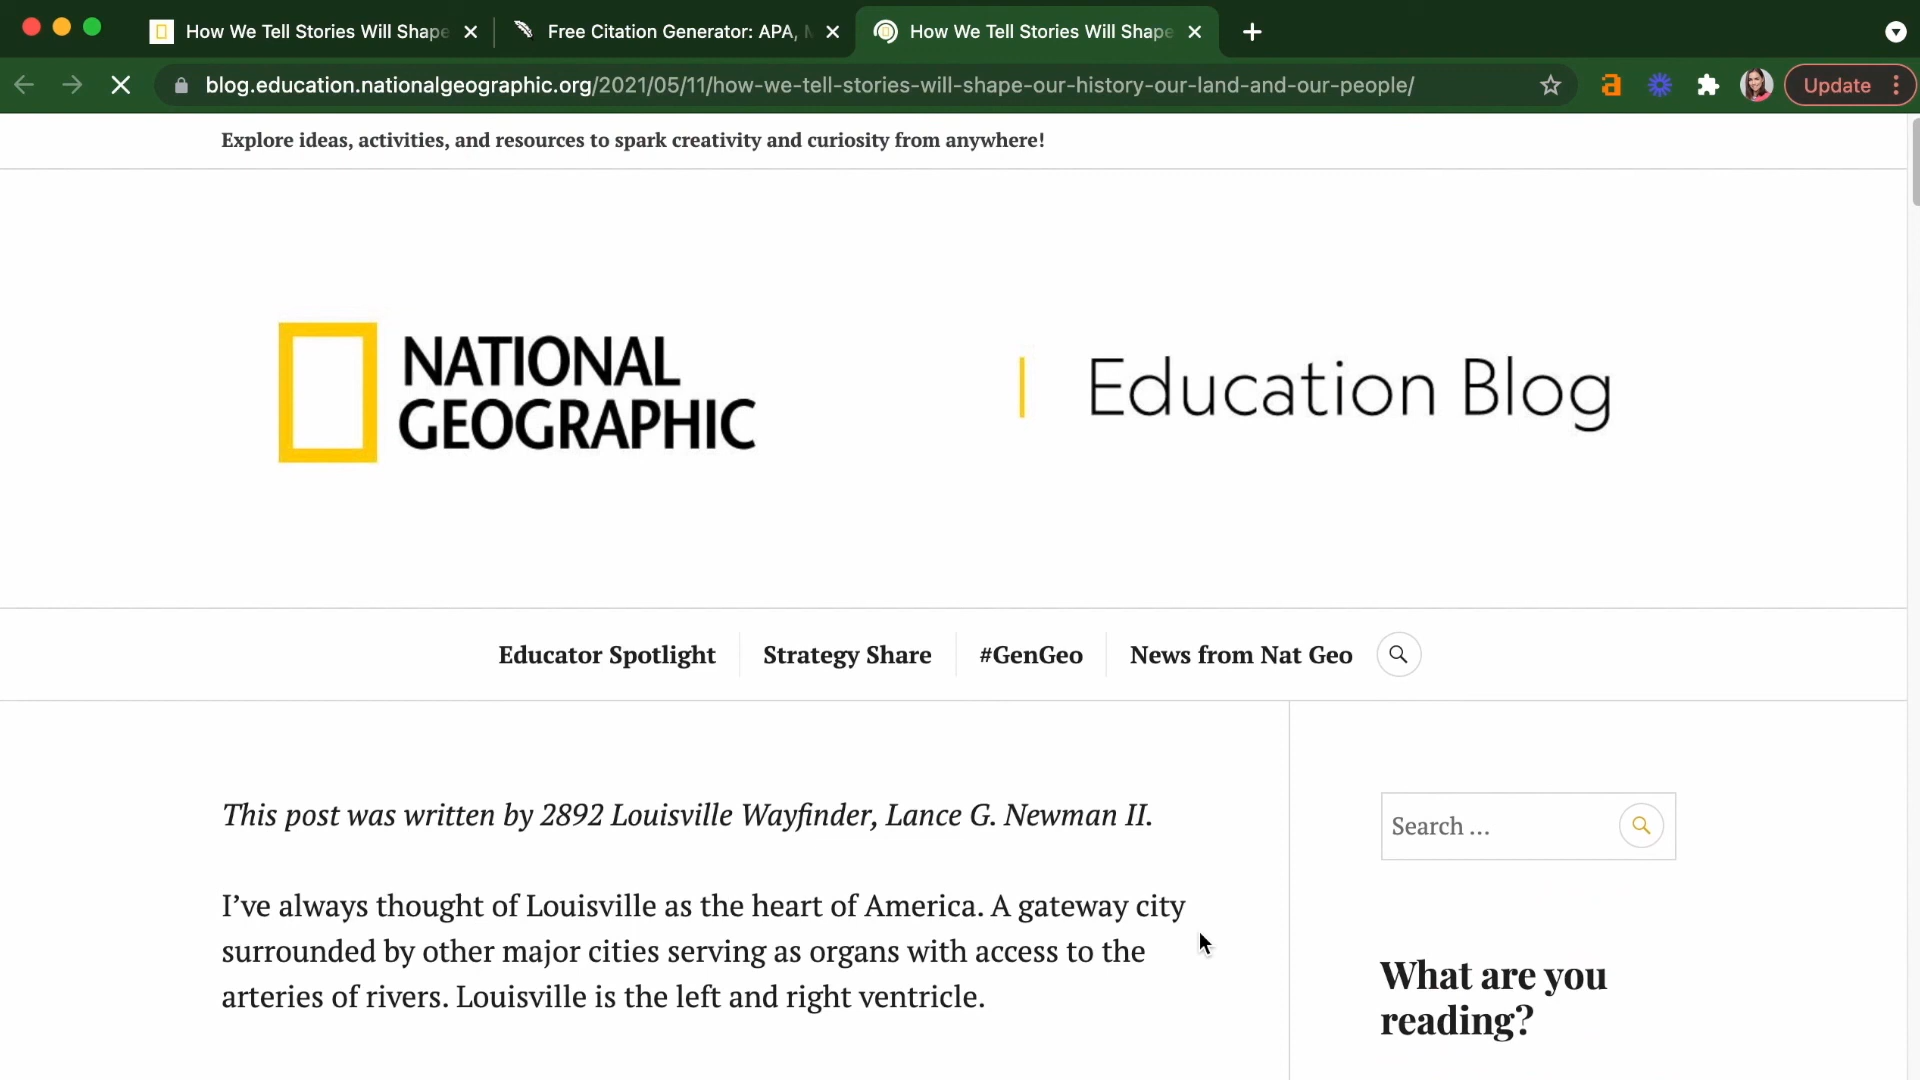 How We Tell Stories Will Shape
Free Citation Generator: APA,
How We Tell Stories Will Shape
blog.education.nationalgeographic.org/2021/05/11/how-we-tell-stories-will-shape-our-history-our-land-and-our-people/
Update
Explore ideas, activities, and resources to spark creativity and curiosity from anywhere!
NATIONAL
GEOGRAPHIC
Education Blog
Educator Spotlight
Strategy Share
#GenGeo
News from Nat Geo
This post was written by 2892 Louisville Wayfinder, Lance G. Newman II.
I’ve always thought of Louisville as the heart of America. A gateway city
surrounded by other major cities serving as organs with access to the
arteries of rivers. Louisville is the left and right ventricle.
Search …
What are you
reading?